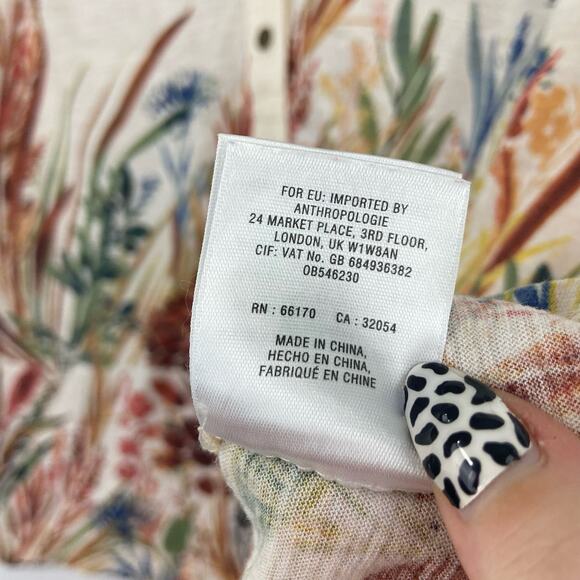 FOR EU: IMPORTED BY
ANTHROPOLOGIE
24 MARKET PLACE, 3RD FLOOR,
LONDON, UK W1W8AN
CIF: VAT No. GB 684936382
OB546230
RN : 66170 CA : 32054
MADE IN CHINA,
HECHO EN CHINA,
FABRIQUÉ EN CHINE